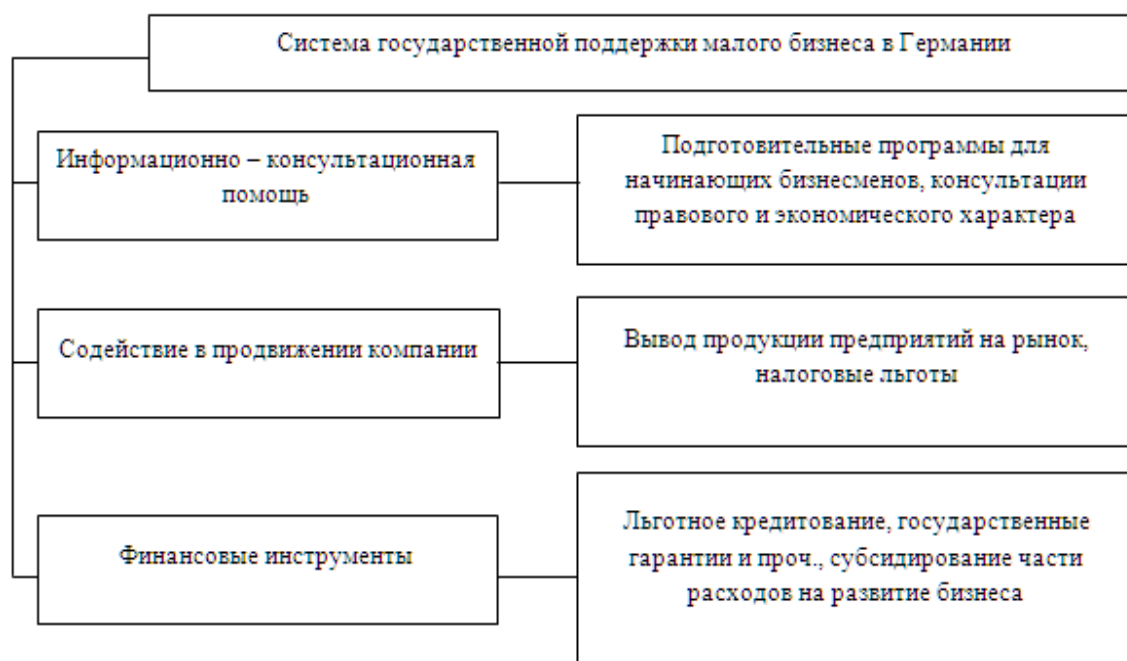 Система государственной поддержки малого бизнеса в Германии
Информационно – консультационная
помощь
Подготовительные программы для
начинающих бизнесменов, консультации
правового и экономического характера
Содействие в продвижении компании
Вывод продукции предприятий на рынок,
налоговые льготы
Финансовые инструменты
Льготное кредитование, государственные
гарантии и проч., субсидирование части
расходов на развитие бизнеса